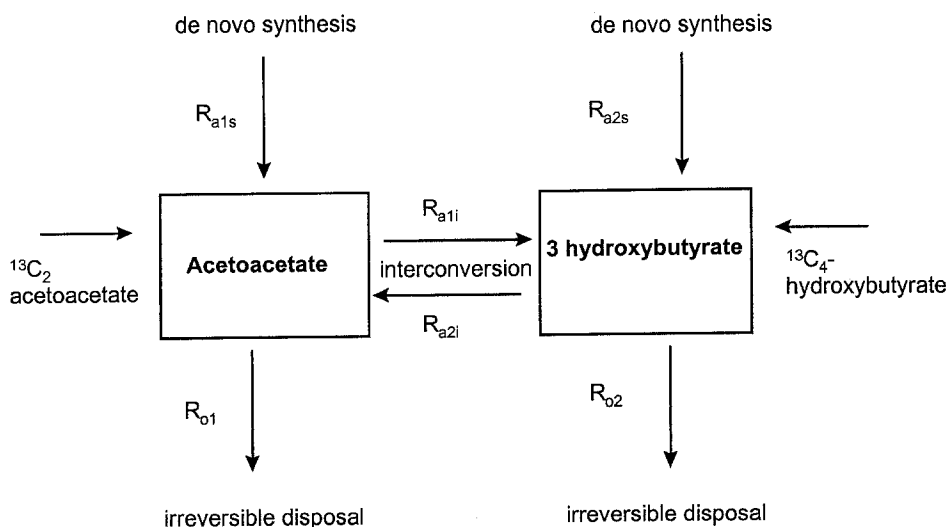 de novo synthesis
de novo synthesis
Ra1s
Ra2s
Ra1i
Acetoacetate
3 hydroxybutyrate
interconversion
13C2
acetoacetate
13C4-
hydroxybutyrate
Ra2i
Ro1
Ro2
irreversible disposal
irreversible disposal